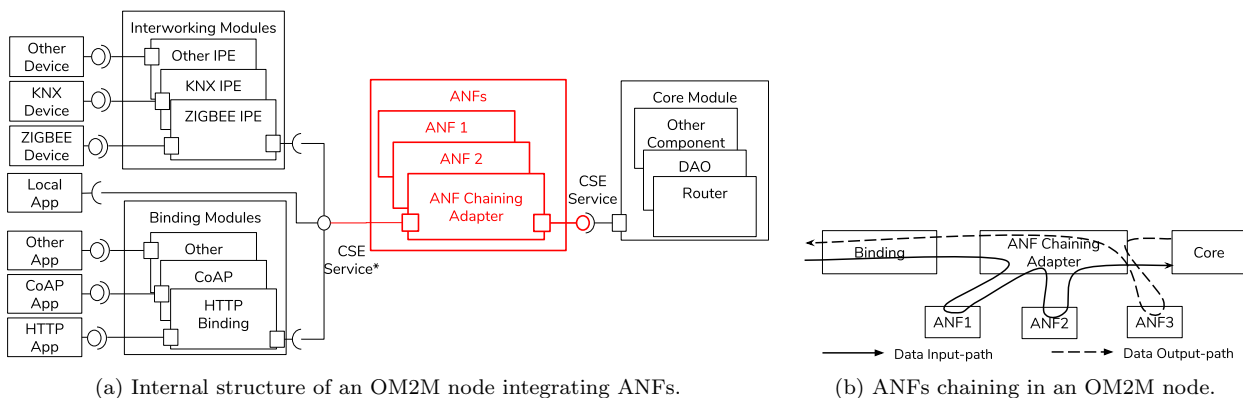 Interworking Modules
Other IPE
KNX IPE
ZIGBEE IPE
Other
Device
KNX
Device
ZIGBEE
Device
Local
App
Other
App
CoAP
App
HTTP
App
Binding Modules
Other
CoAP
HTTP
Binding
CSE
Service*
ANFs
ANF 1
ANF 2
ANF Chaining
Adapter
CSE
Service
Core Module
Other
Component
DAO
Router
(a) Internal structure of an OM2M node integrating ANFs.
Binding
ANF Chaining
Adapter
Core
ANF1
ANF2
ANF3
Data Input-path
Data Output-path
(b) ANFs chaining in an OM2M node.